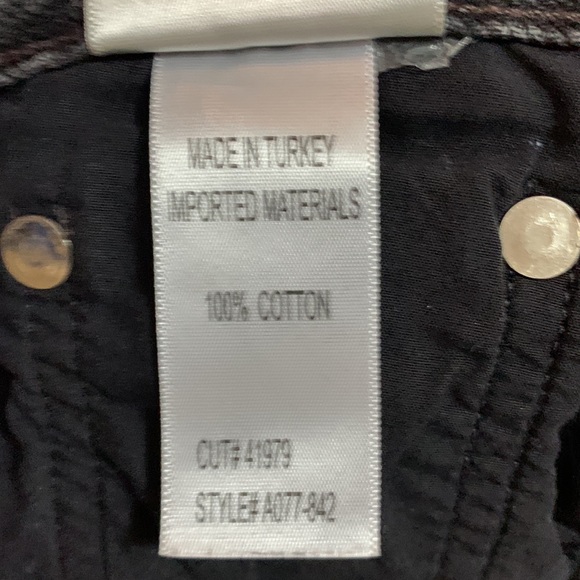 MADE IN TURKEY
IMPORTED MATERIALS
100% COTTON
CUT# 41979
STYLE# A077-842